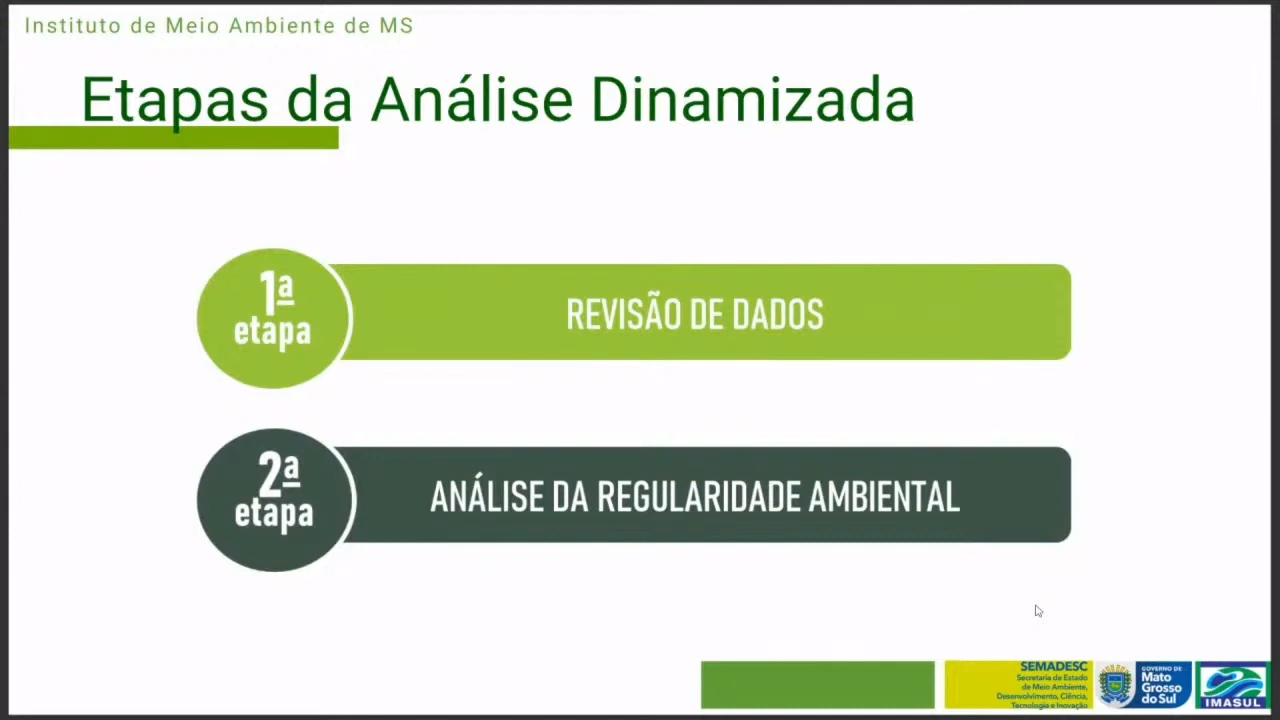 Instituto de Meio Ambiente de MS
Etapas da Análise Dinamizada
1ª
etapa
REVISÃO DE DADOS
2ª
etapa
ANÁLISE DA REGULARIDADE AMBIENTAL
SEMADESC
Secretaria de Estado
de Meio Ambiente,
Desenvolvimento, Ciência,
Tecnologia e Inovação
GOVERNO DE
Mato
Grosso
do Sul
IMASUL